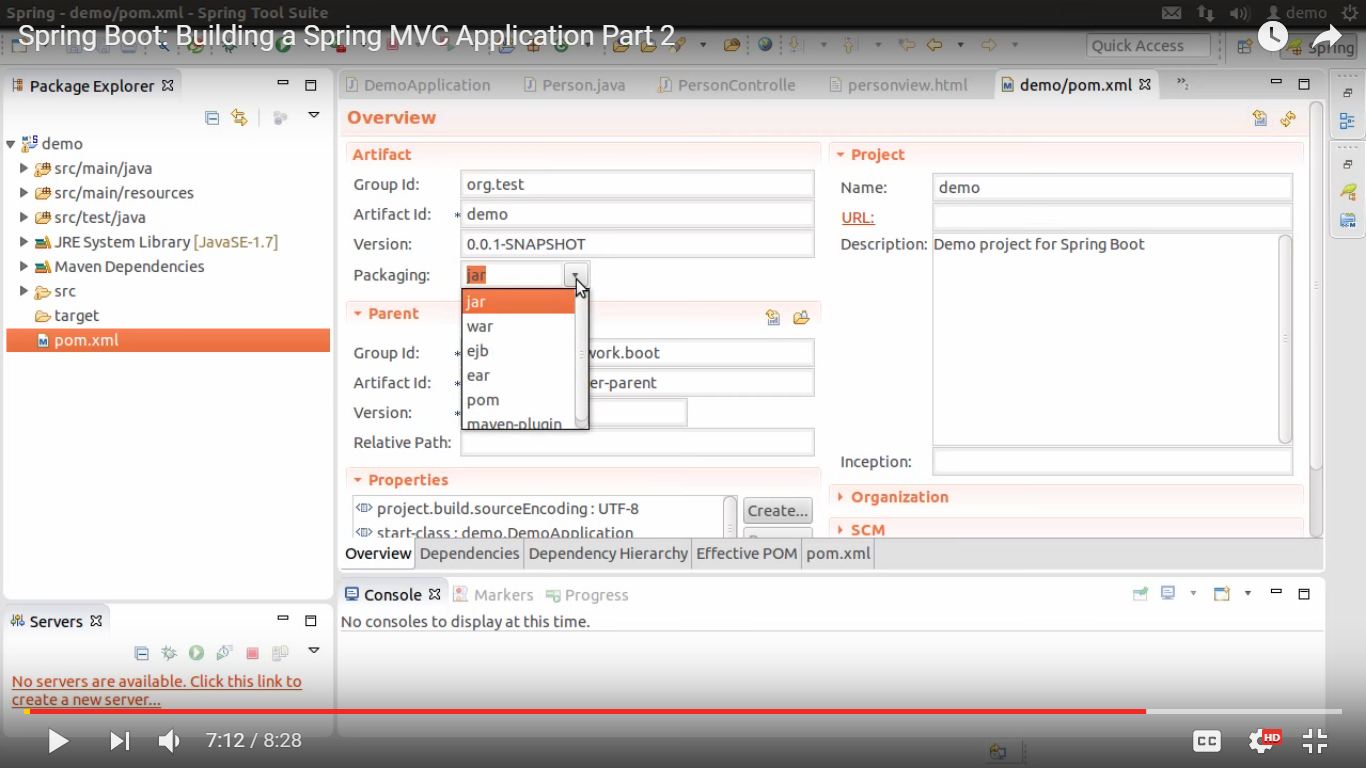 Spring - demo/pom.xml - Spring Tool Suite
demo
Spring Boot: Building a Spring MVC Application Part 2
Quick Access
Spring
Package Explorer
DemoApplication
Person.java
PersonControlle
personview.html
demo/pom.xml
demo
src/main/java
src/main/resources
src/test/java
JRE System Library [JavaSE-1.7]
Maven Dependencies
src
target
pom.xml
Overview
Artifact
Group Id: org.test
Artifact Id: * demo
Version: 0.0.1-SNAPSHOT
Packaging: jar
jar
war
ejb
ear
pom
maven-plugin
Parent
Group Id: * work.boot
Artifact Id: * er-parent
Version: *
Relative Path:
Properties
project.build.sourceEncoding : UTF-8
start-class : demo.DemoApplication
Create...
Project
Name: demo
URL:
Description: Demo project for Spring Boot
Inception:
Organization
SCM
Overview
Dependencies
Dependency Hierarchy
Effective POM
pom.xml
Console
Markers
Progress
No consoles to display at this time.
Servers
No servers are available. Click this link to
create a new server...
7:12 / 8:28
CC
HD